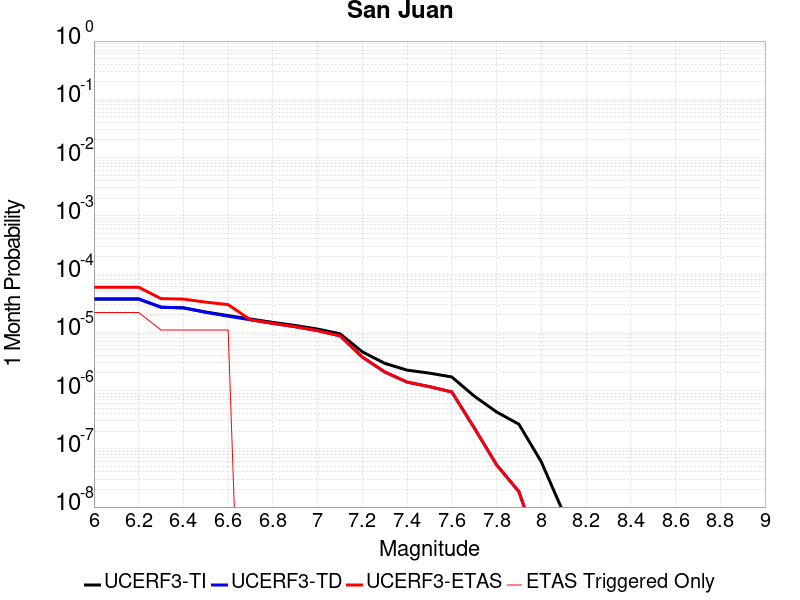 San Juan
10^0
10^-1
10^-2
10^-3
10^-4
10^-5
10^-6
10^-7
10^-8
1 Month Probability
6 6.2 6.4 6.6 6.8 7 7.2 7.4 7.6 7.8 8 8.2 8.4 8.6 8.8 9
Magnitude
UCERF3-TI UCERF3-TD UCERF3-ETAS ETAS Triggered Only